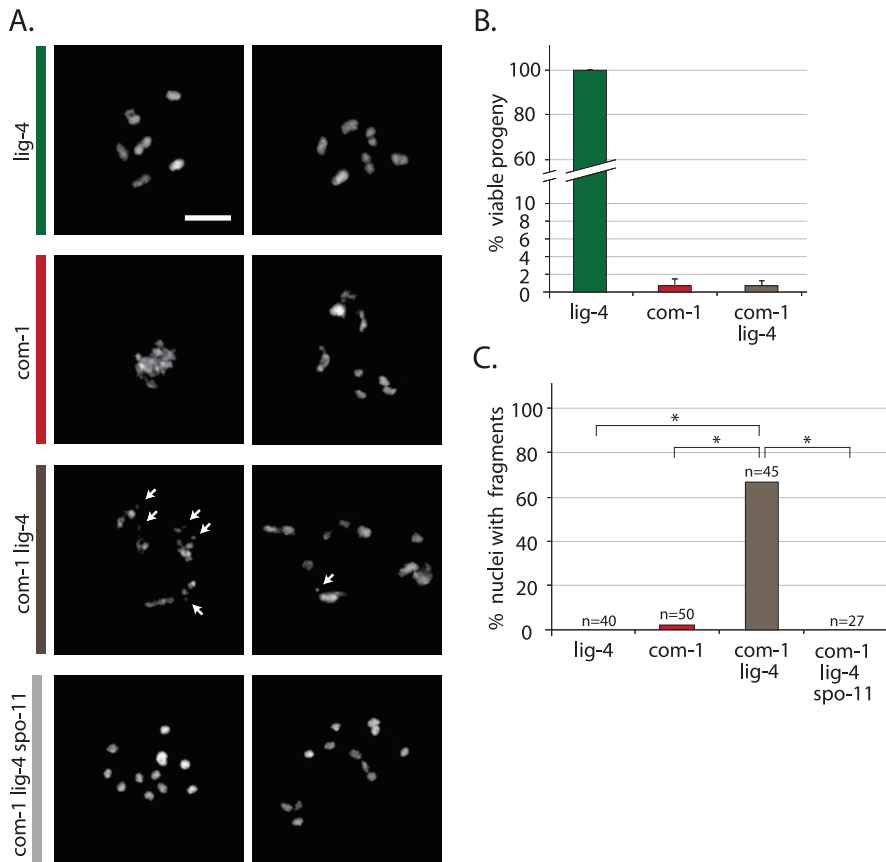 A.
lig-4
com-1
com-1 lig-4
com-1 lig-4 spo-11
B.
% viable progeny
100
80
60
10
8
6
4
2
0
lig-4
com-1
com-1
lig-4
C.
% nuclei with fragments
100
80
60
40
20
0
*
*
*
n=45
n=40
n=50
n=27
lig-4
com-1
com-1
lig-4
com-1
lig-4
spo-11